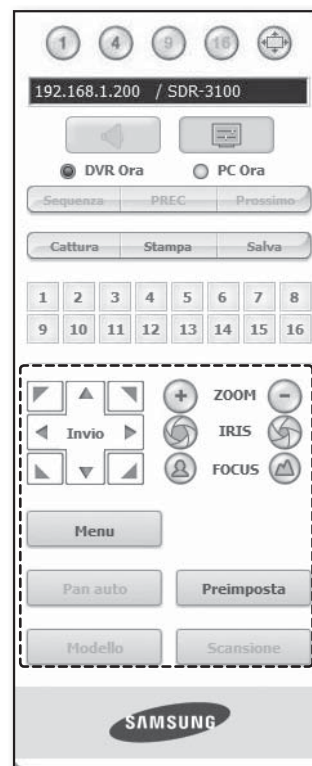 1 4 9 16
192.168.1.200 / SDR-3100
DVR Ora PC Ora
Sequenza PREC Prossimo
Cattura Stampa Salva
1 2 3 4 5 6 7 8
9 10 11 12 13 14 15 16
+ ZOOM -
Invio IRIS
FOCUS
Menu
Pan auto Preimposta
Modello Scansione
SAMSUNG